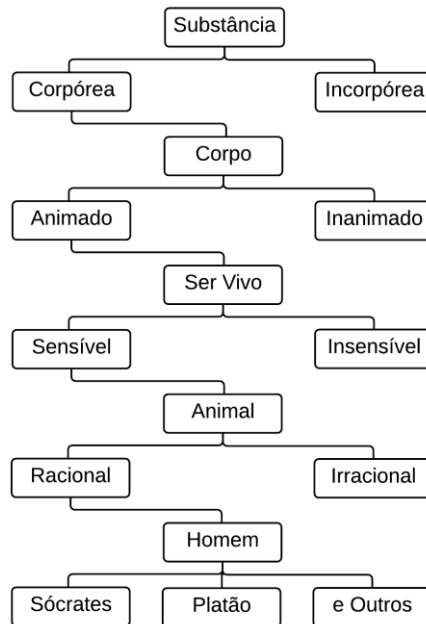 Substância
Corpórea
Incorpórea
Corpo
Animado
Inanimado
Ser Vivo
Sensível
Insensível
Animal
Racional
Irracional
Homem
Sócrates
Platão
e Outros